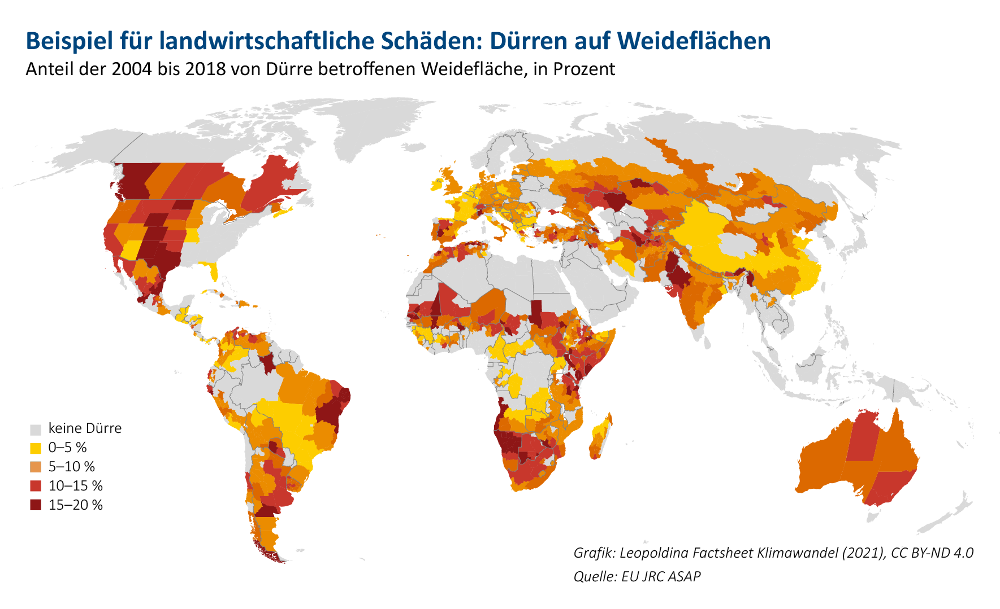 Beispiel für landwirtschaftliche Schäden: Dürren auf Weideflächen
Anteil der 2004 bis 2018 von Dürre betroffenen Weidefläche, in Prozent
keine Dürre
0–5 %
5–10 %
10–15 %
15–20 %
Grafik: Leopoldina Factsheet Klimawandel (2021), CC BY-ND 4.0
Quelle: EU JRC ASAP